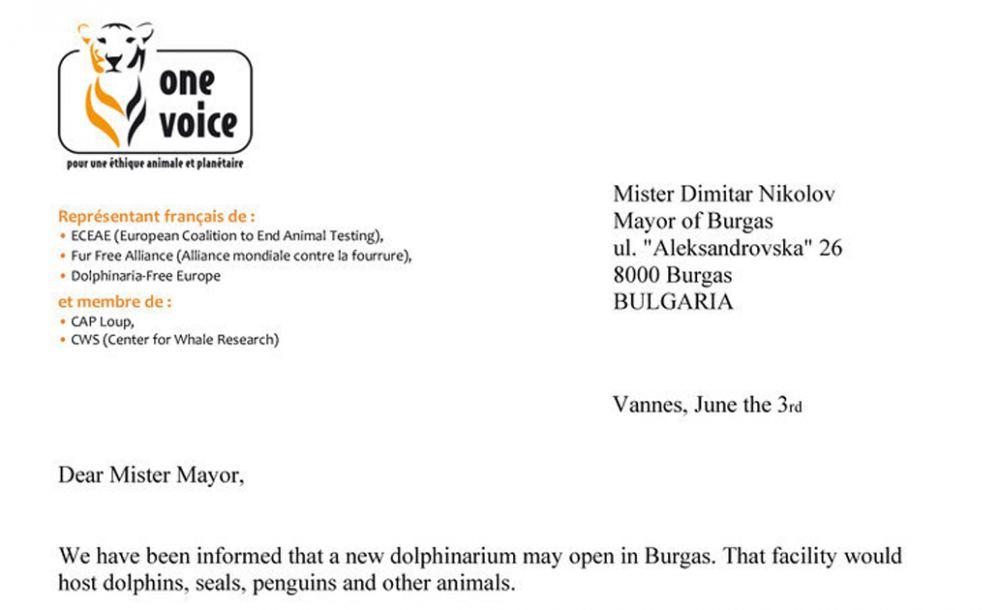 one
voice
pour une éthique animale et planétaire
Représentant français de :
• ECEAE (European Coalition to End Animal Testing),
• Fur Free Alliance (Alliance mondiale contre la fourrure),
• Dolphinaria-Free Europe
et membre de :
• CAP Loup,
• CWS (Center for Whale Research)
Mister Dimitar Nikolov
Mayor of Burgas
ul. "Aleksandrovska" 26
8000 Burgas
BULGARIA
Vannes, June the 3rd
Dear Mister Mayor,
We have been informed that a new dolphinarium may open in Burgas. That facility would
host dolphins, seals, penguins and other animals.